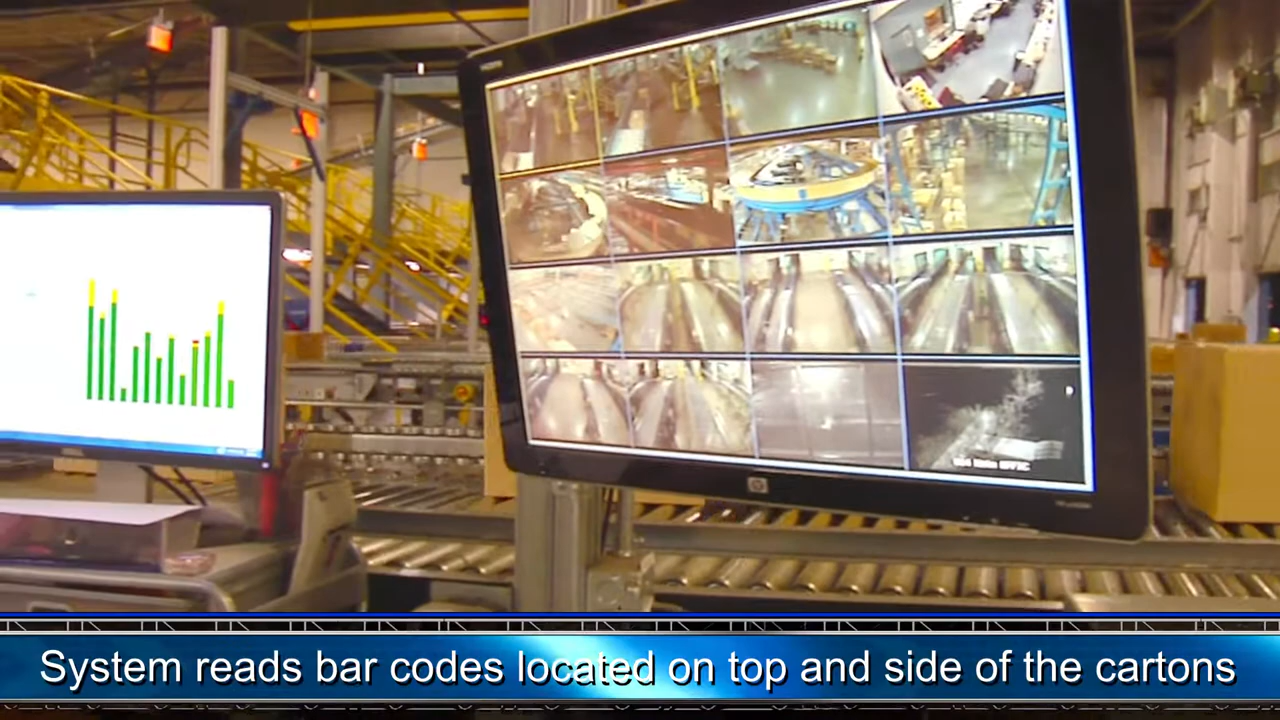 System reads bar codes located on top and side of the cartons